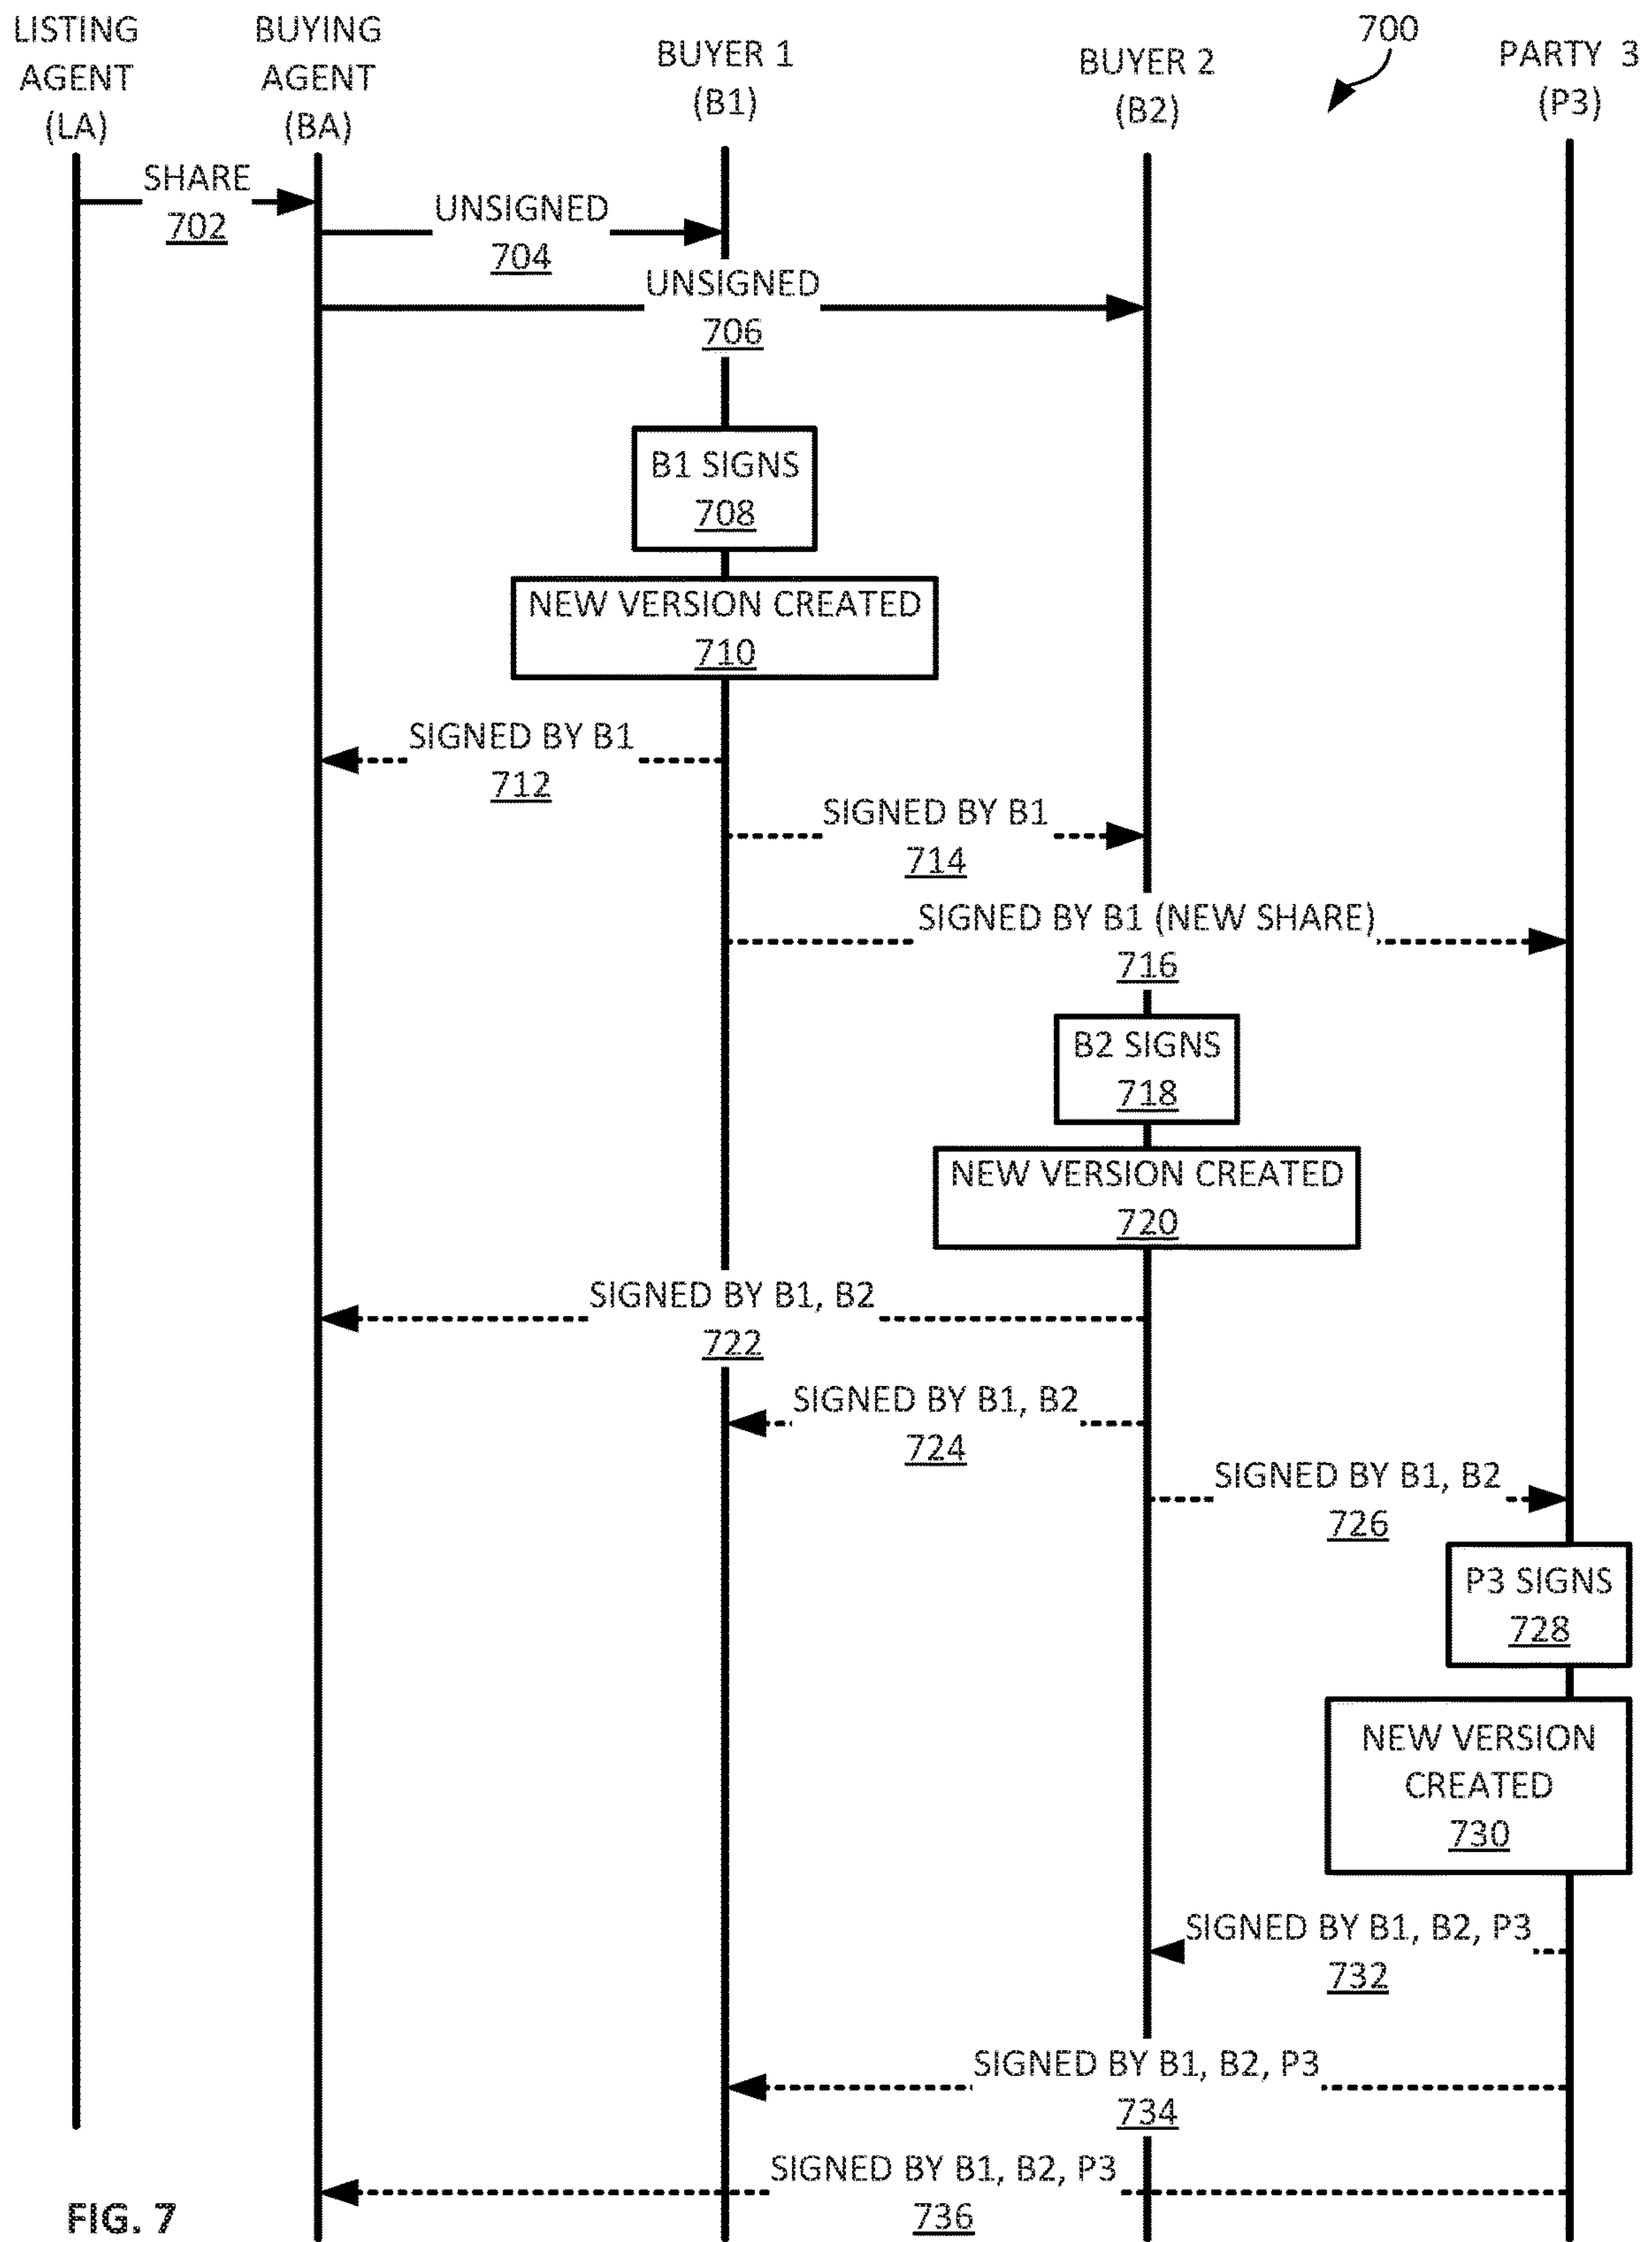 LISTING
AGENT
(LA)
BUYING
AGENT
(BA)
BUYER 1
(B1)
BUYER 2
(B2)
700
PARTY 3
(P3)
SHARE
702
UNSIGNED
704
UNSIGNED
706
B1 SIGNS
708
NEW VERSION CREATED
710
SIGNED BY B1
712
SIGNED BY B1
714
SIGNED BY B1 (NEW SHARE)
716
B2 SIGNS
718
NEW VERSION CREATED
720
SIGNED BY B1, B2
722
SIGNED BY B1, B2
724
SIGNED BY B1, B2
726
P3 SIGNS
728
NEW VERSION
CREATED
730
SIGNED BY B1, B2, P3
732
SIGNED BY B1, B2, P3
734
SIGNED BY B1, B2, P3
736
FIG. 7